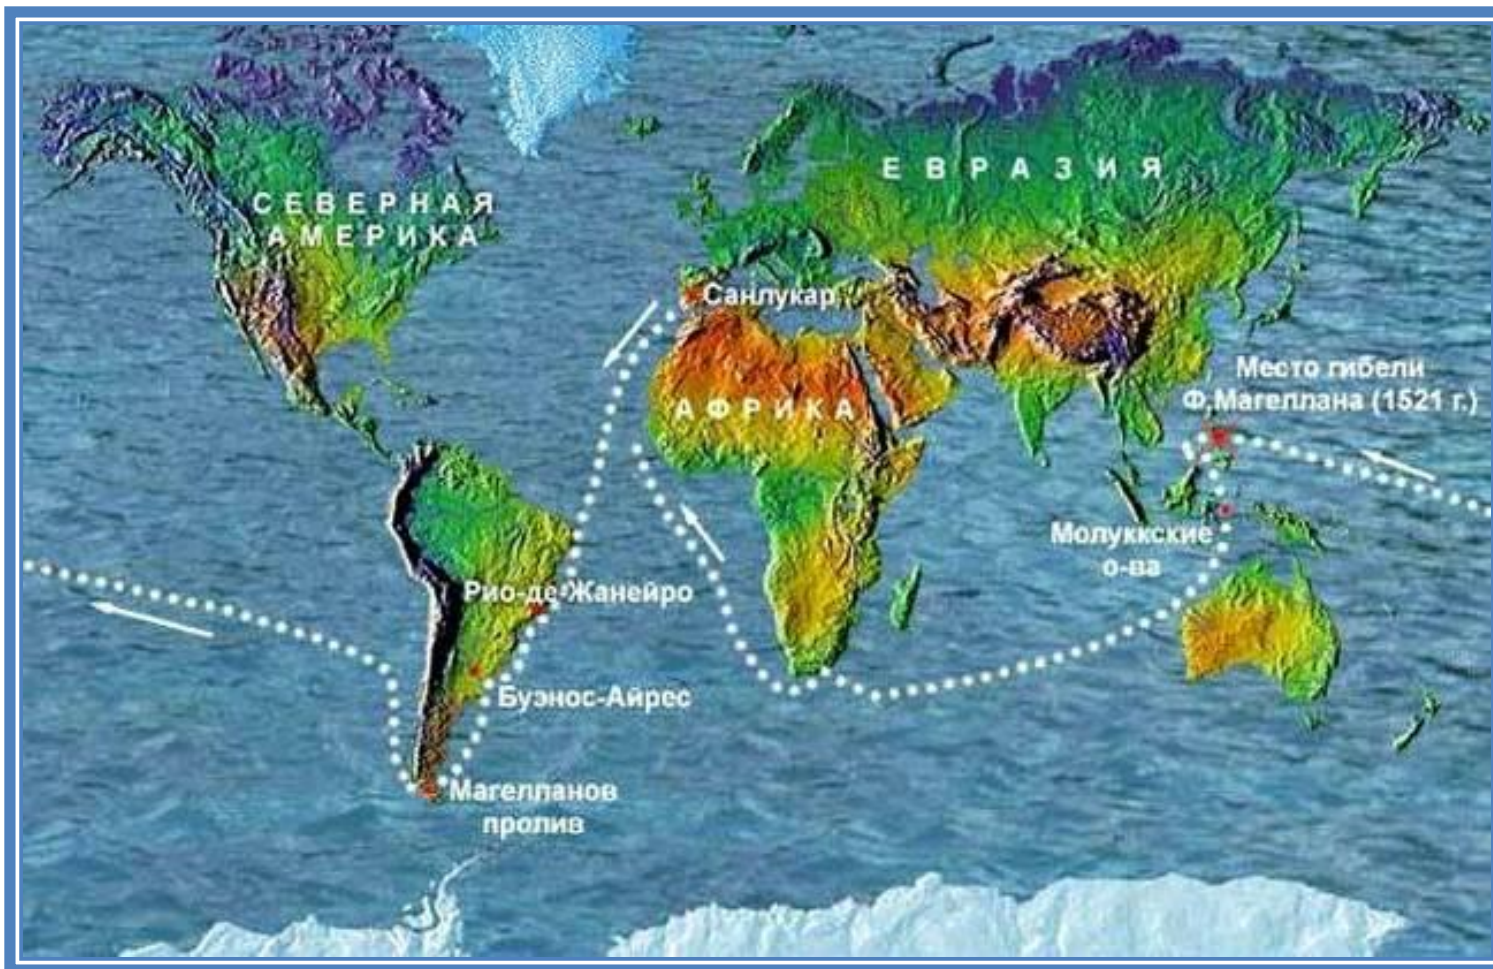 СЕВЕРНАЯ
АМЕРИКА
ЕВРАЗИЯ
Санлукар
АФРИКА
Место гибели
Ф.Магеллана (1521 г.)
Молуккские
о-ва
Рио-де-Жанейро
Буэнос-Айрес
Магелланов
пролив